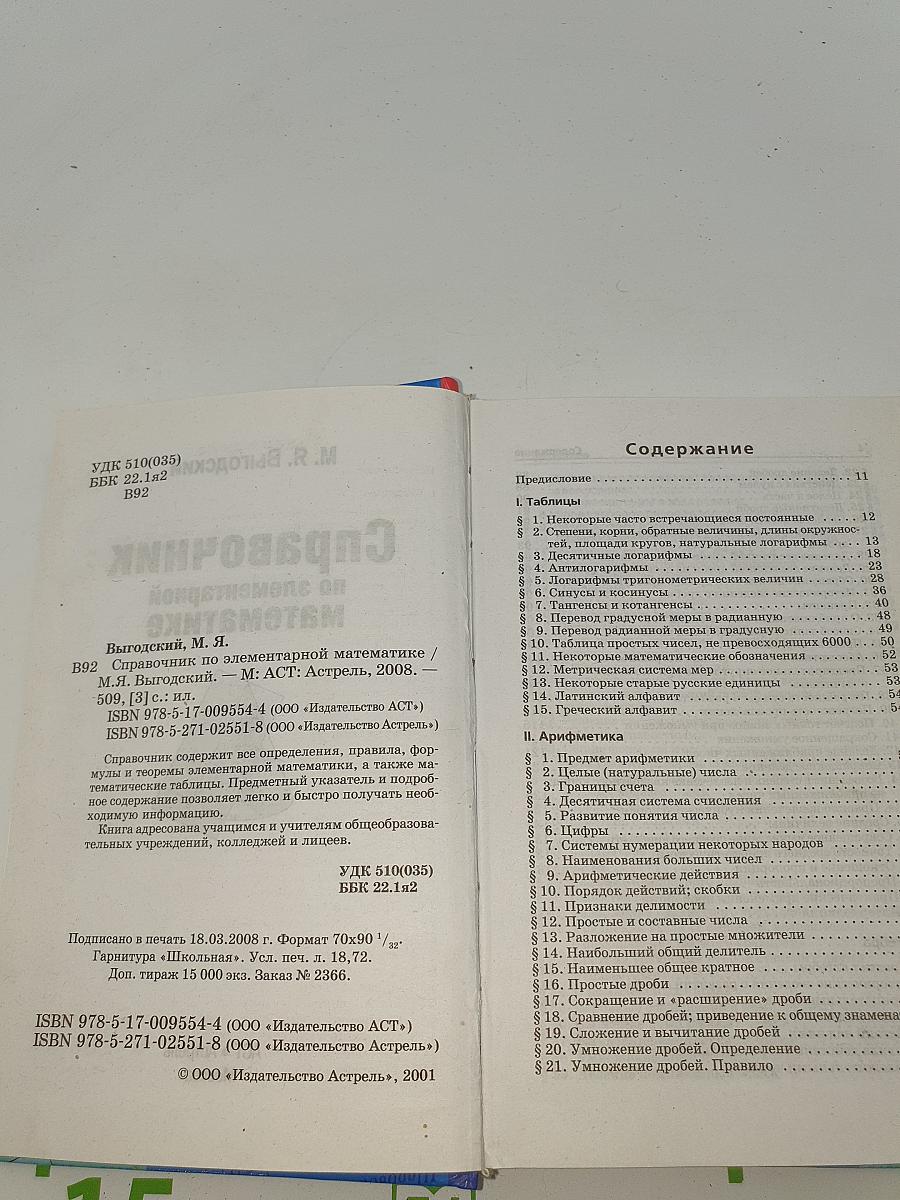 УДК 510(035)
ББК 22.1я2
В92
Выгодский, М. Я.
В92 Справочник по элементарной математике /
М.Я. Выгодский. — М: АСТ: Астрель, 2008. —
509, [3] с.: ил.
ISBN 978-5-17-009554-4 (ООО «Издательство АСТ»)
ISBN 978-5-271-02551-8 (ООО «Издательство Астрель»)
Справочник содержит все определения, правила, фор-
мулы и теоремы элементарной математики, а также ма-
тематические таблицы. Предметный указатель и подроб-
ное содержание позволяет легко и быстро получать необ-
ходимую информацию.
Книга адресована учащимся и учителям общеобразова-
тельных учреждений, колледжей и лицеев.
УДК 510(035)
ББК 22.1я2
Подписано в печать 18.03.2008 г. Формат 70х90 1/32.
Гарнитура «Школьная». Усл. печ. л. 18,72.
Доп. тираж 15 000 экз. Заказ № 2366.
ISBN 978-5-17-009554-4 (ООО «Издательство АСТ»)
ISBN 978-5-271-02551-8 (ООО «Издательство Астрель»)
© ООО «Издательство Астрель», 2001
Содержание
Предисловие . . . . . . . . . . . . . . . . . . . . 11
I. Таблицы
§ 1. Некоторые часто встречающиеся постоянные . . . . . 12
§ 2. Степени, корни, обратные величины, длины окружнос-
тей, площади кругов, натуральные логарифмы . . . . 13
§ 3. Десятичные логарифмы . . . . . . . . . . 18
§ 4. Антилогарифмы . . . . . . . . . . 23
§ 5. Логарифмы тригонометрических величин . . . . . . . . 28
§ 6. Синусы и косинусы . . . . . . . . . . 36
§ 7. Тангенсы и котангенсы . . . . . . . . . . 40
§ 8. Перевод градусной меры в радианную . . . . . . . . . . 48
§ 9. Перевод радианной меры в градусную . . . . . . . . . . 49
§ 10. Таблица простых чисел, не превосходящих 6000 . . . 50
§ 11. Некоторые математические обозначения . . . . . . . . 52
§ 12. Метрическая система мер . . . . . . . . . . 53
§ 13. Некоторые старые русские единицы . . . . . . . . . . 53
§ 14. Латинский алфавит . . . . . . . . . . 54
§ 15. Греческий алфавит . . . . . . . . . .
II. Арифметика
§ 1. Предмет арифметики . . . . . . . . . .
§ 2. Целые (натуральные) числа . . . . . . . . . .
§ 3. Границы счета . . . . . . . . . .
§ 4. Десятичная система счисления . . . . . . . . . .
§ 5. Развитие понятия числа . . . . . . . . . .
§ 6. Цифры . . . . . . . . . .
§ 7. Системы нумерации некоторых народов . . . . . . .
§ 8. Наименования больших чисел . . . . . . . . . .
§ 9. Арифметические действия . . . . . . . . . .
§ 10. Порядок действий; скобки . . . . . . . . . .
§ 11. Признаки делимости . . . . . . . . . .
§ 12. Простые и составные числа . . . . . . . . . .
§ 13. Разложение на простые множители . . . . . . . .
§ 14. Наибольший общий делитель . . . . . . . . . .
§ 15. Наименьшее общее кратное . . . . . . . . . .
§ 16. Простые дроби . . . . . . . . . .
§ 17. Сокращение и «расширение» дроби . . . . . . .
§ 18. Сравнение дробей; приведение к общему знамена
§ 19. Сложение и вычитание дробей . . . . . . . . . .
§ 20. Умножение дробей. Определение . . . . . . . . .
§ 21. Умножение дробей. Правило . . . . . . . . . .
15